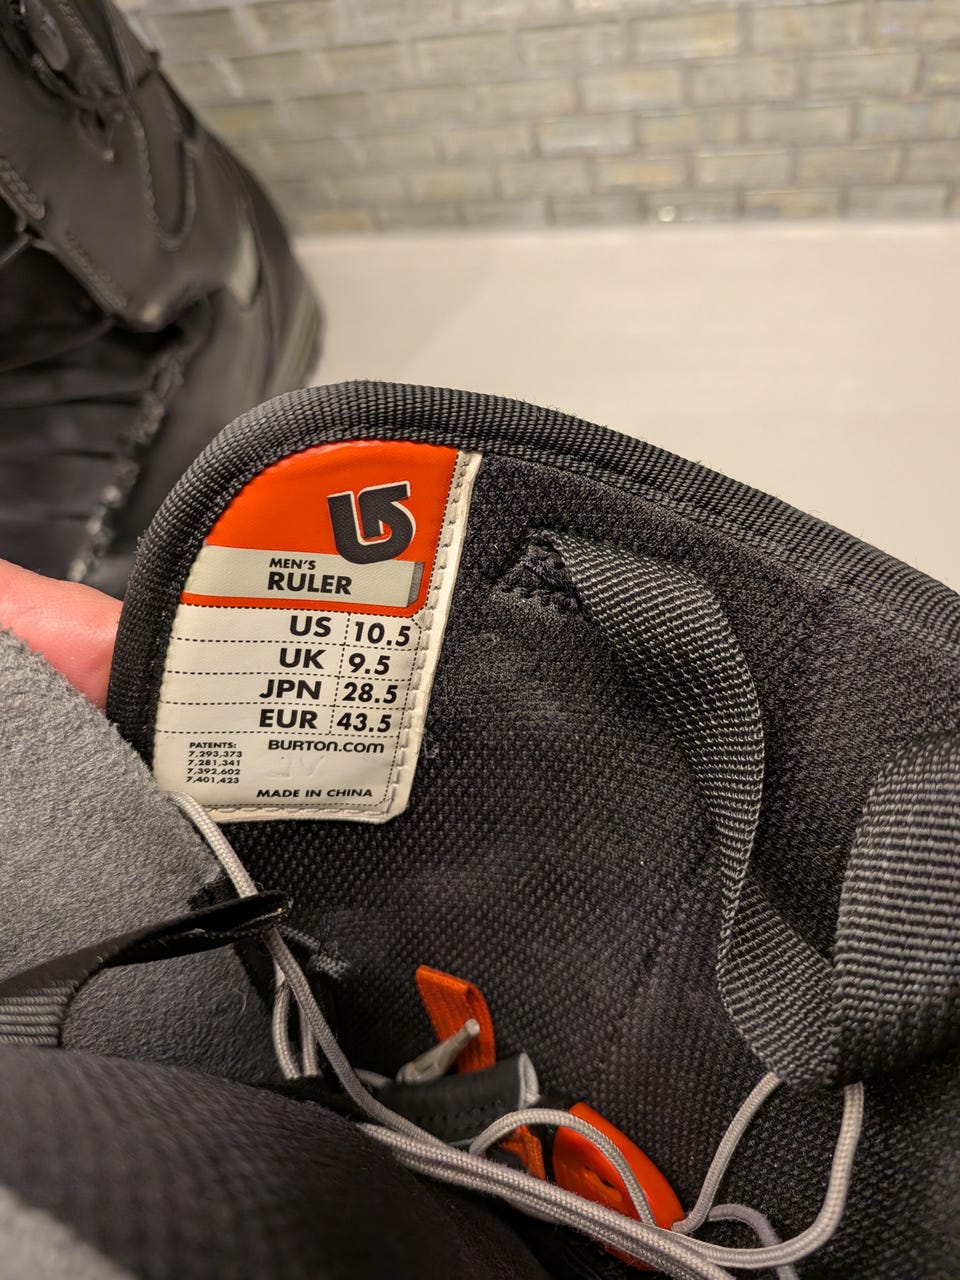 MEN'S
RULER
US 10.5
UK 9.5
JPN 28.5
EUR 43.5
PATENTS:
7,293,373
7,281,341
7,392,602
7,401,423
BURTON.COM
MADE IN CHINA